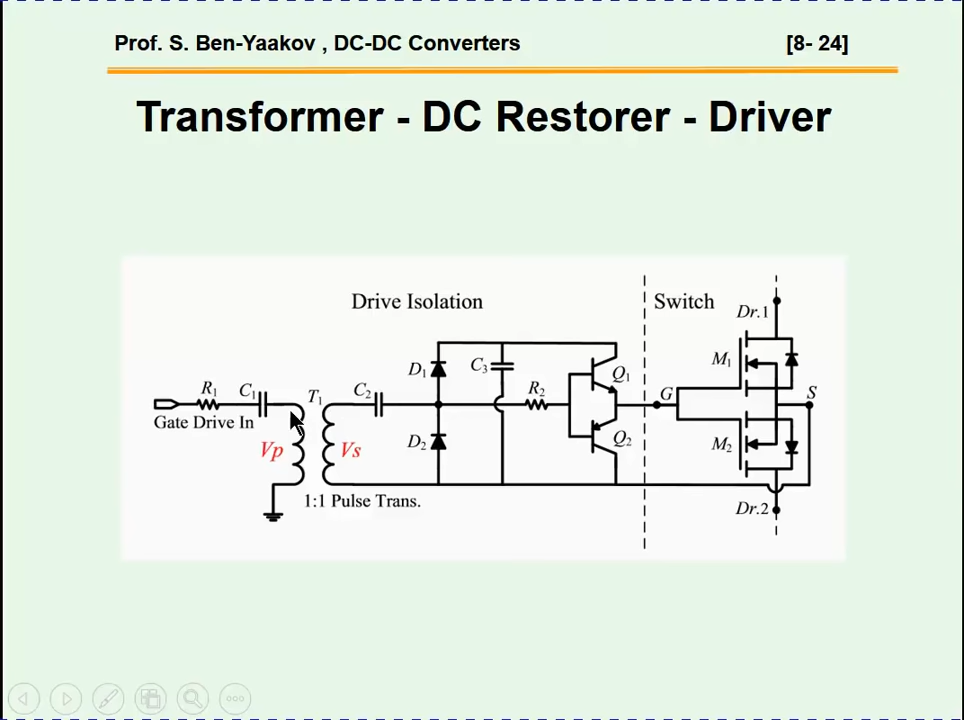 Prof. S. Ben-Yaakov , DC-DC Converters [8- 24]
Transformer - DC Restorer - Driver
Drive Isolation
Switch
Dr.1
D1
C3
Q1
M1
R1
C1
T1
C2
R2
G
S
Gate Drive In
Vp
Vs
D2
Q2
M2
1:1 Pulse Trans.
Dr.2